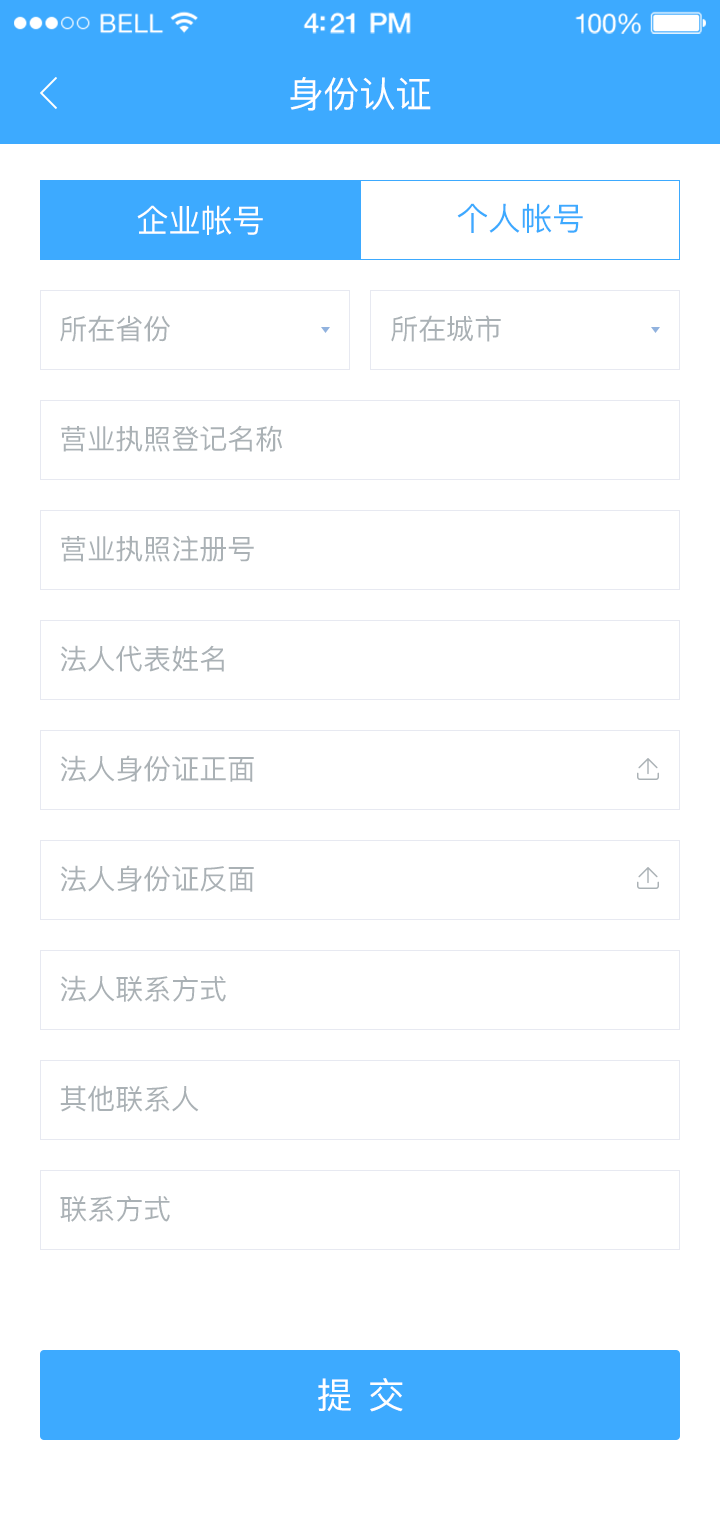 BELL 4:21 PM 100%
身份认证
企业帐号 个人帐号
所在省份 所在城市
营业执照登记名称
营业执照注册号
法人代表姓名
法人身份证正面
法人身份证反面
法人联系方式
其他联系人
联系方式
提 交